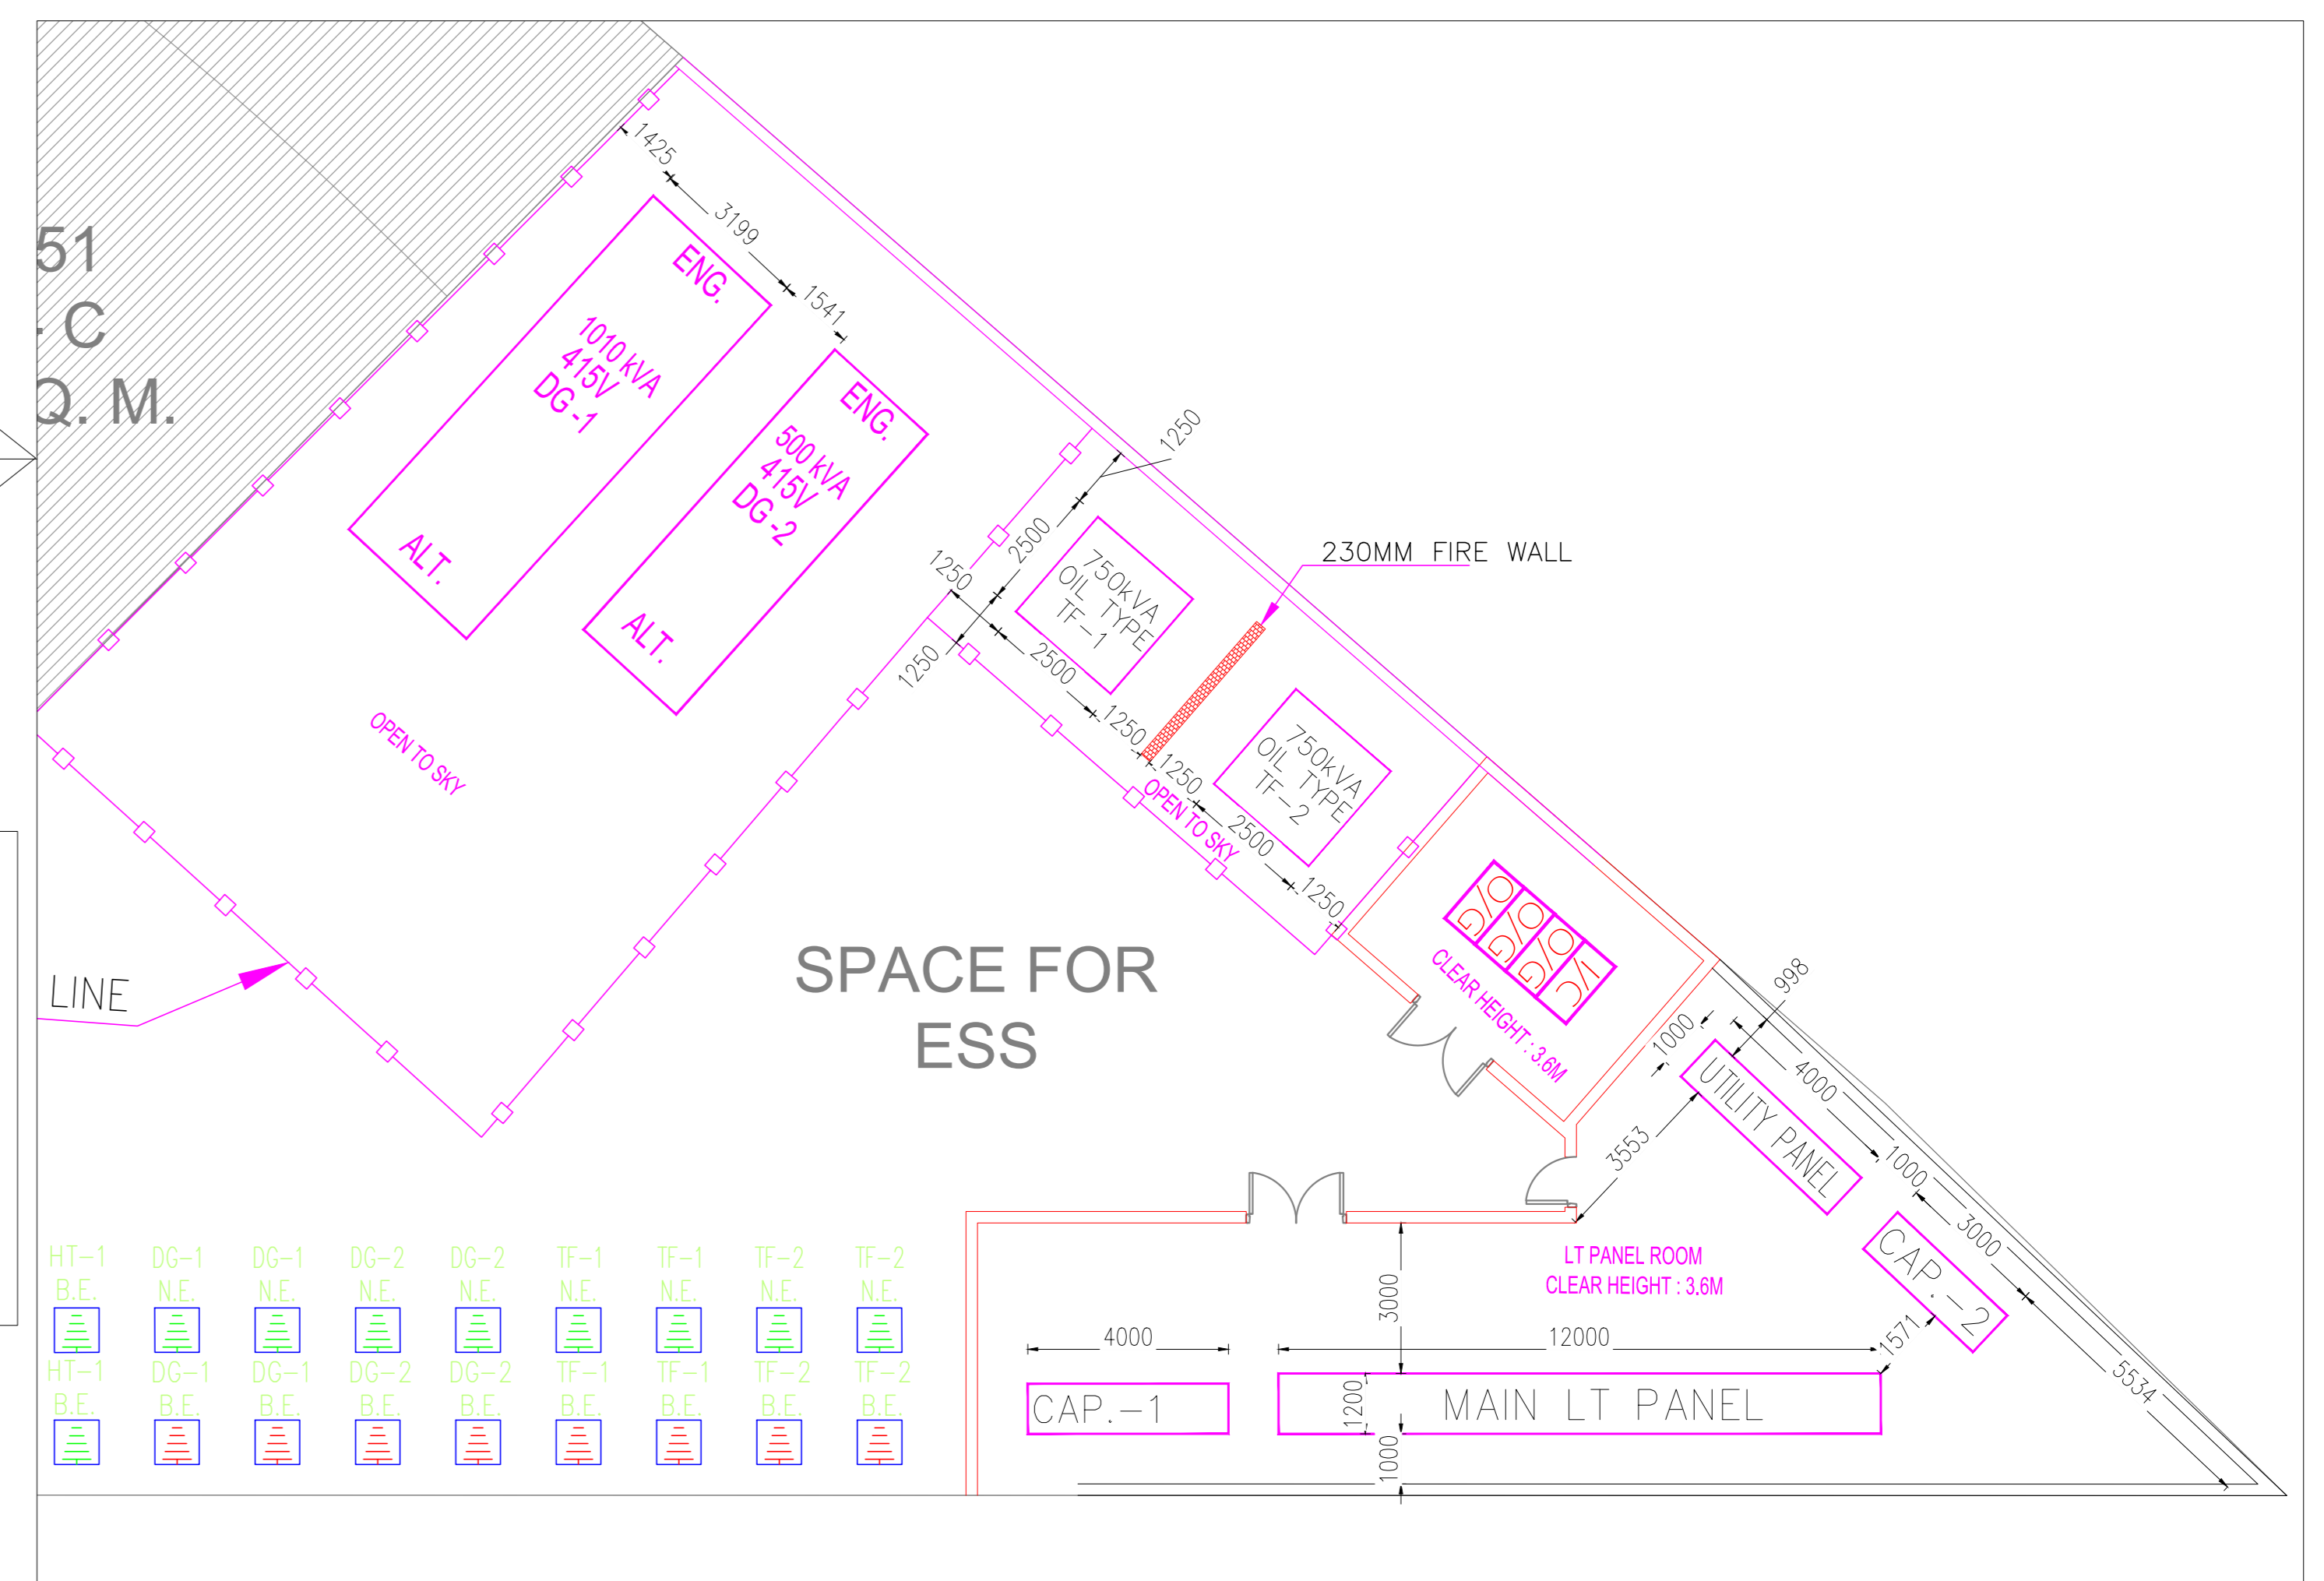 51
- C
Q. M.
1425
3199
1541
ENG.
1010 kVA
415V
DG -1
ALT.
ENG.
500 kVA
415V
DG -2
ALT.
OPEN TO SKY
LINE
1250
2500
1250
1250
2500
1250
1250
2500
1250
750kVA
OIL TYPE
TF-1
230MM FIRE WALL
750kVA
OIL TYPE
TF-2
OPEN TO SKY
SPACE FOR
ESS
O/G
O/G
O/G
I/C
CLEAR HEIGHT : 3.6M
998
1000
4000
UTILITY PANEL
3553
1000
3000
CAP.-2
1571
5534
LT PANEL ROOM
CLEAR HEIGHT : 3.6M
3000
4000
12000
1200
1000
CAP.-1
MAIN LT PANEL
HT-1 DG-1 DG-1 DG-2 DG-2 TF-1 TF-1 TF-2 TF-2
B.E. N.E. N.E. N.E. N.E. N.E. N.E. N.E. N.E.
HT-1 DG-1 DG-1 DG-2 DG-2 TF-1 TF-1 TF-2 TF-2
B.E. B.E. B.E. B.E. B.E. B.E. B.E. B.E. B.E.